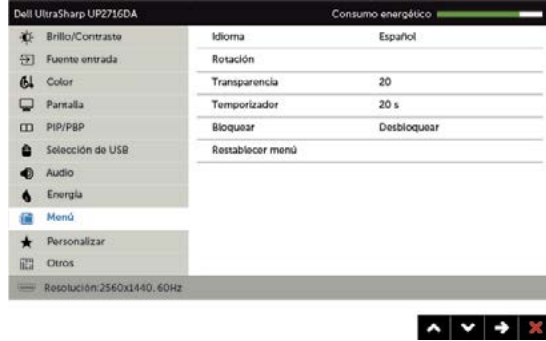 Dell UltraSharp UP2716DA Consumo energético
Brillo/Contraste Idioma Español
Fuente entrada Rotación
Color Transparencia 20
Pantalla Temporizador 20 s
PIP/PBP Bloquear Desbloquear
Selección de USB Restablecer menú
Audio
Energía
Menú
Personalizar
Otros
Resolución:2560x1440, 60Hz